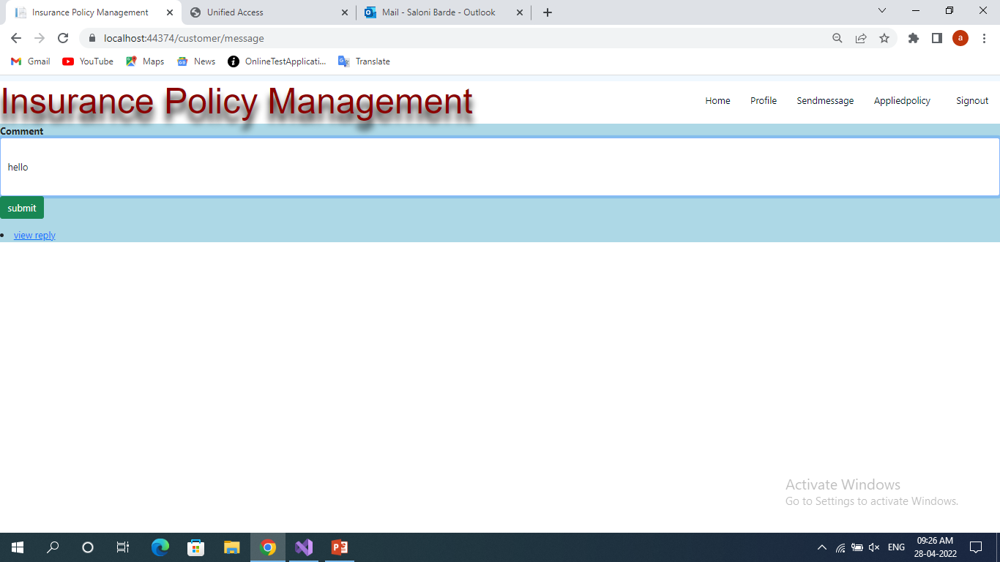 Insurance Policy Management
Unified Access
Mail - Saloni Barde - Outlook
localhost:44374/customer/message
a
Gmail
YouTube
Maps
News
OnlineTestApplicati...
Translate
Insurance Policy Management
Home
Profile
Sendmessage
Appliedpolicy
Signout
Comment
hello
submit
view reply
Activate Windows
Go to Settings to activate Windows.
ENG
09:26 AM
28-04-2022